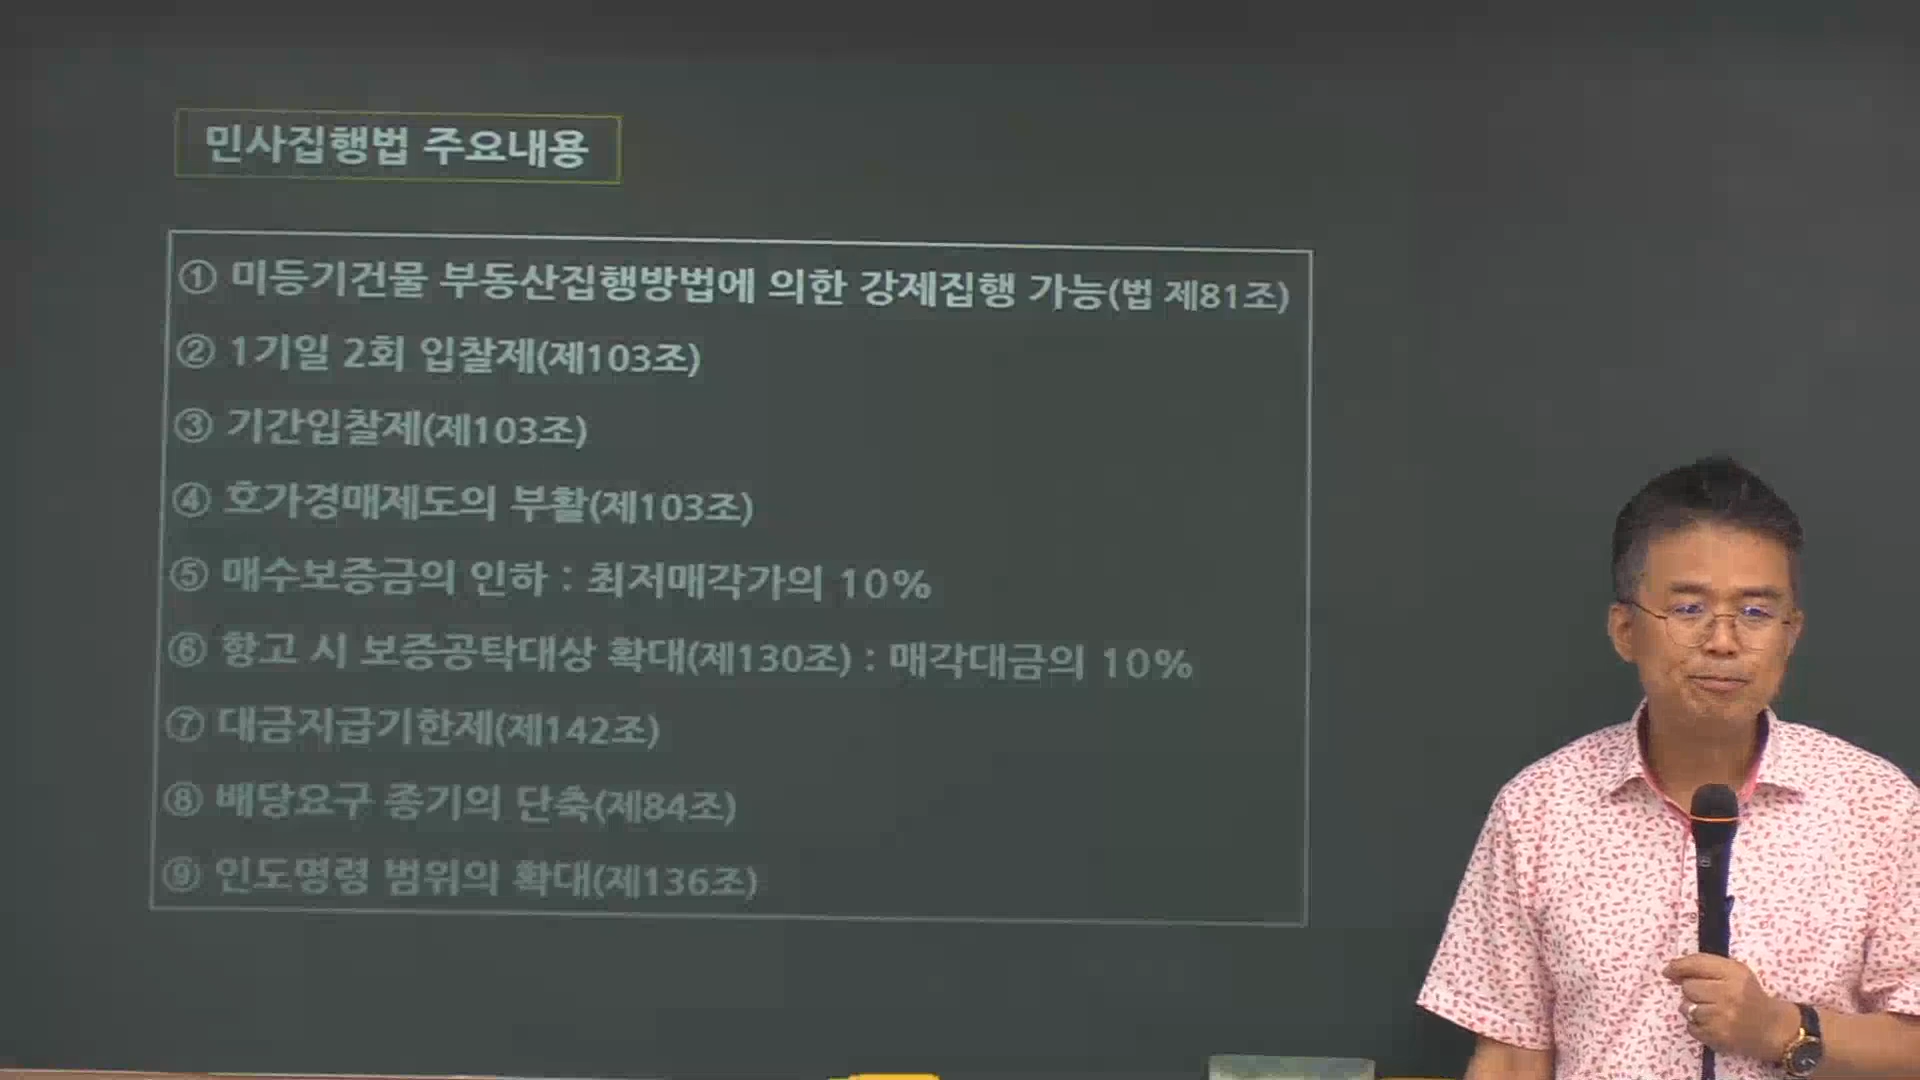 민사집행법 주요내용
① 미등기건물 부동산집행방법에 의한 강제집행 가능(법 제81조)
② 1기일 2회 입찰제(제103조)
③ 기간입찰제(제103조)
④ 호가경매제도의 부활(제103조)
⑤ 매수보증금의 인하 : 최저매각가의 10%
⑥ 항고 시 보증공탁대상 확대(제130조) : 매각대금의 10%
⑦ 대금지급기한제(제142조)
⑧ 배당요구 종기의 단축(제84조)
⑨ 인도명령 범위의 확대(제136조)